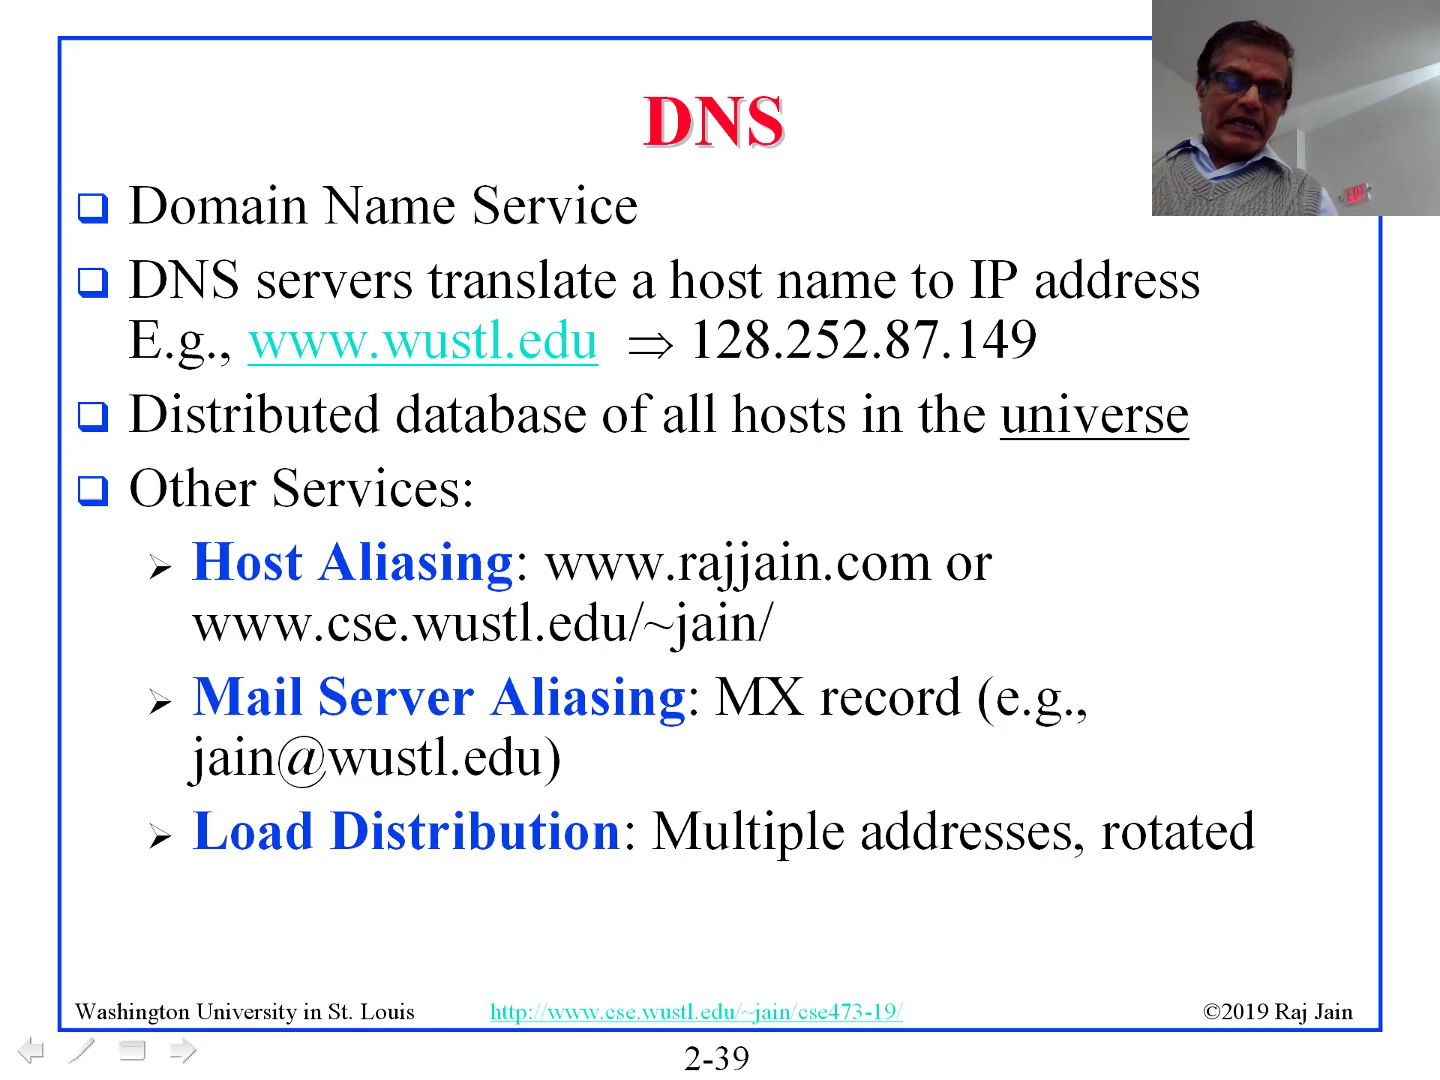 DNS
Domain Name Service
DNS servers translate a host name to IP address
E.g., www.wustl.edu ⇒ 128.252.87.149
Distributed database of all hosts in the universe
Other Services:
Host Aliasing: www.rajjain.com or
www.cse.wustl.edu/~jain/
Mail Server Aliasing: MX record (e.g.,
jain@wustl.edu)
Load Distribution: Multiple addresses, rotated
Washington University in St. Louis
http://www.cse.wustl.edu/~jain/cse473-19/
©2019 Raj Jain
2-39
EXIT